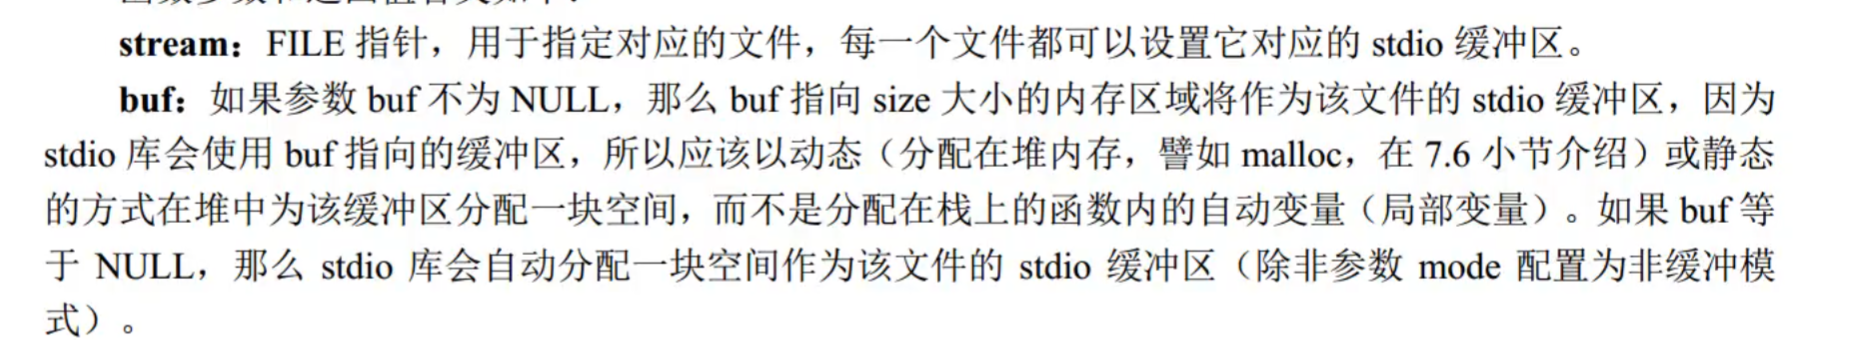 stream：FILE 指针，用于指定对应的文件，每一个文件都可以设置它对应的 stdio 缓冲区。
buf：如果参数 buf 不为 NULL，那么 buf 指向 size 大小的内存区域将作为该文件的 stdio 缓冲区，因为
stdio 库会使用 buf 指向的缓冲区，所以应该以动态（分配在堆内存，譬如 malloc，在 7.6 小节介绍）或静态
的方式在堆中为该缓冲区分配一块空间，而不是分配在栈上的函数内的自动变量（局部变量）。如果 buf 等
于 NULL，那么 stdio 库会自动分配一块空间作为该文件的 stdio 缓冲区（除非参数 mode 配置为非缓冲模
式）。